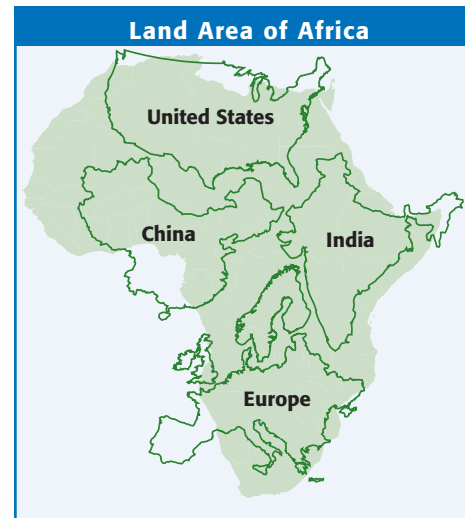 Land Area of Africa
United States
China
India
Europe